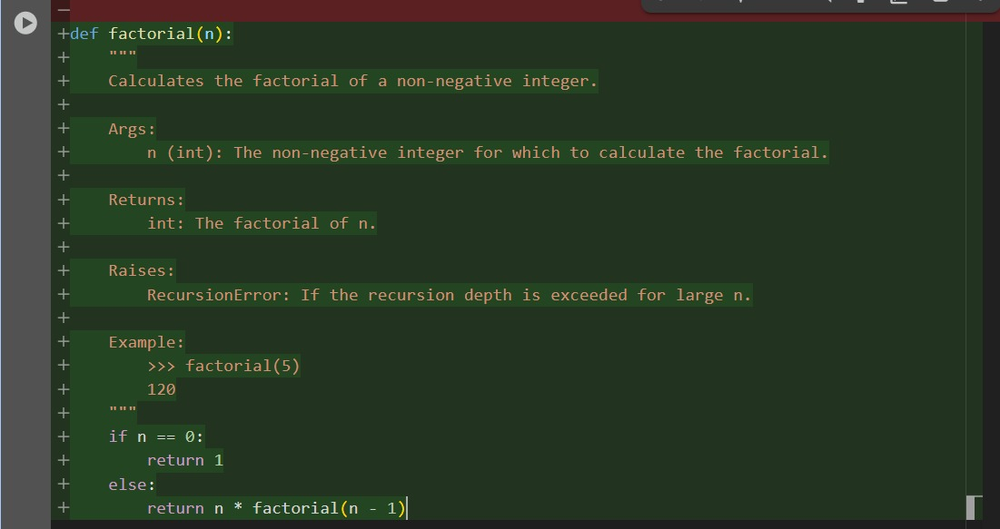 −
+def factorial(n):
+    """
+    Calculates the factorial of a non-negative integer.
+
+    Args:
+        n (int): The non-negative integer for which to calculate the factorial.
+
+    Returns:
+        int: The factorial of n.
+
+    Raises:
+        RecursionError: If the recursion depth is exceeded for large n.
+
+    Example:
+        >>> factorial(5)
+        120
+    """
+    if n == 0:
+        return 1
+    else:
+        return n * factorial(n - 1)